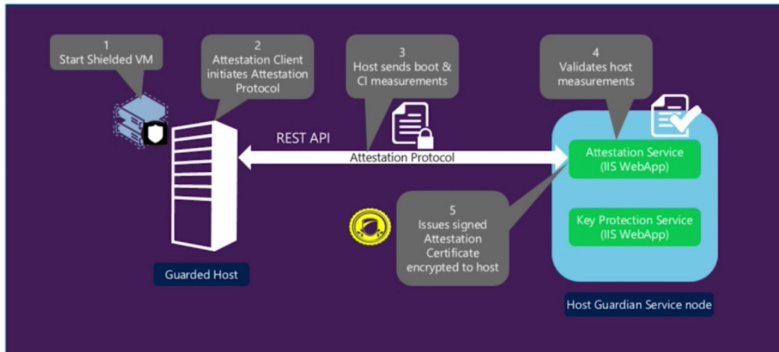 1
Start Shielded VM
2
Attestation Client
initiates Attestation
Protocol
3
Host sends boot &
CI measurements
4
Validates host
measurements
REST API
Attestation Protocol
Attestation Service
(IIS WebApp)
5
Issues signed
Attestation
Certificate
encrypted to host
Key Protection Service
(IIS WebApp)
Guarded Host
Host Guardian Service node